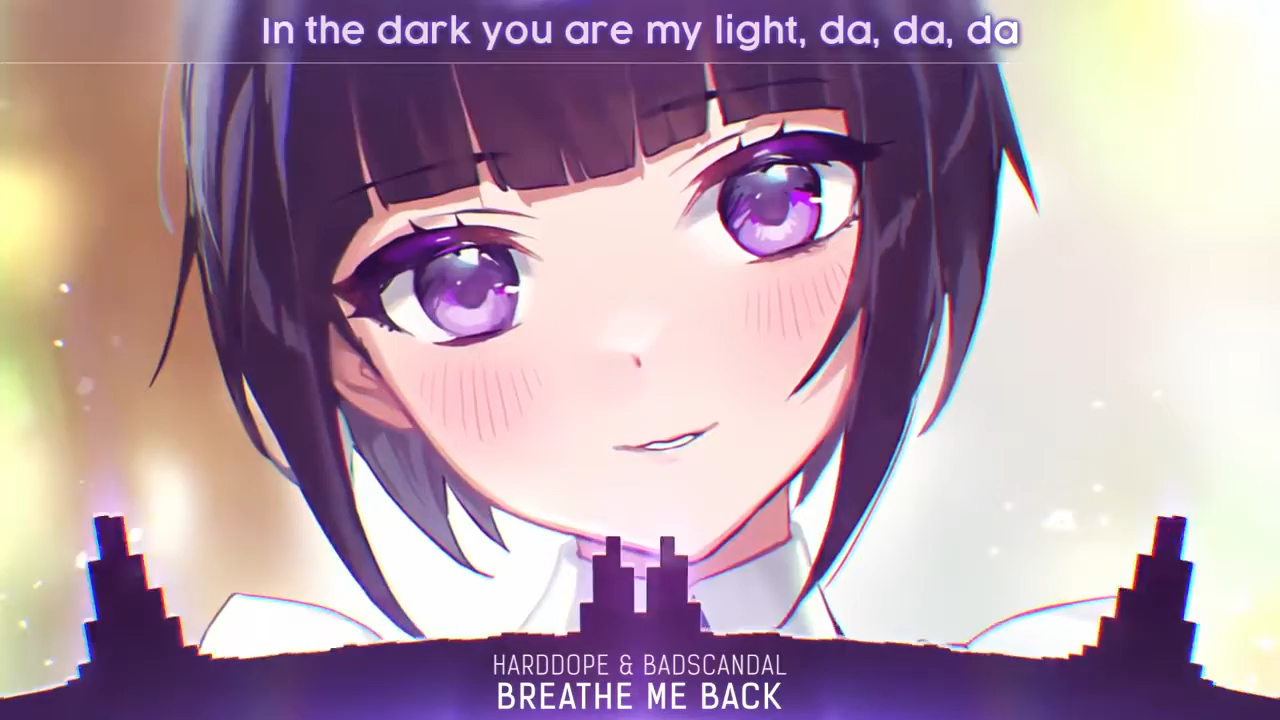 In the dark you are my light, da, da, da
HARDDOPE & BADSCANDAL
BREATHE ME BACK